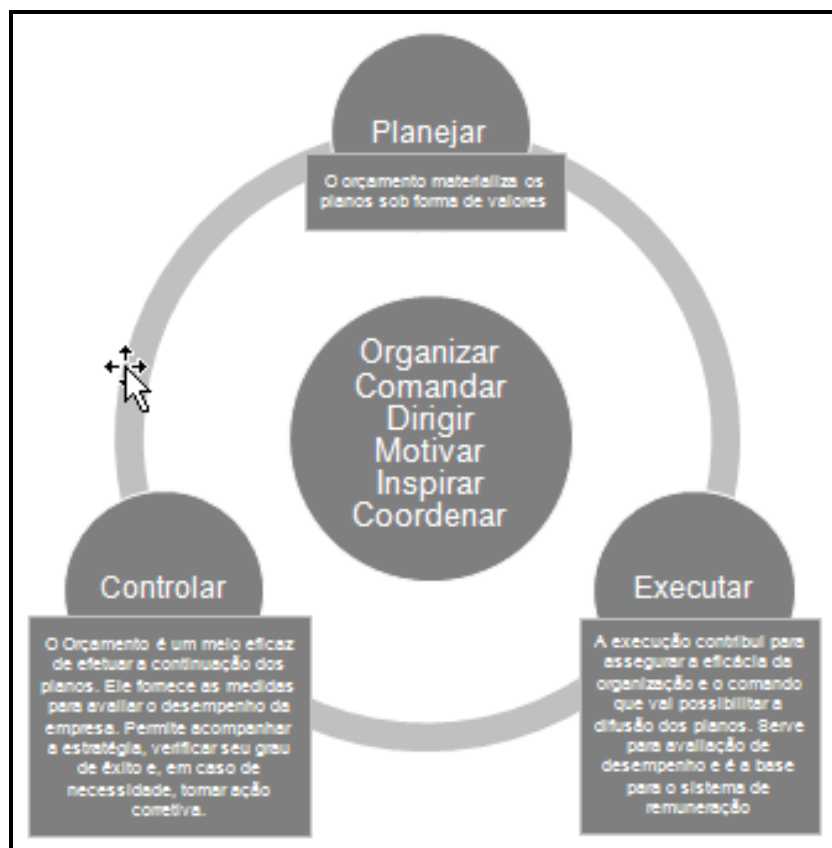 Planejar
O orçamento materializa os
planos sob forma de valores
Organizar
Comandar
Dirigir
Motivar
Inspirar
Coordenar
Controlar
O Orçamento é um meio eficaz
de efetuar a continuação dos
planos. Ele fornece as medidas
para avaliar o desempenho da
empresa. Permite acompanhar
a estratégia, verificar seu grau
de êxito e, em caso de
necessidade, tomar ação
corretiva.
Executar
A execução contribui para
assegurar a eficácia da
organização e o comando
que vai possibilitar a
difusão dos planos. Serve
para avaliação de
desempenho e é a base
para o sistema de
remuneração